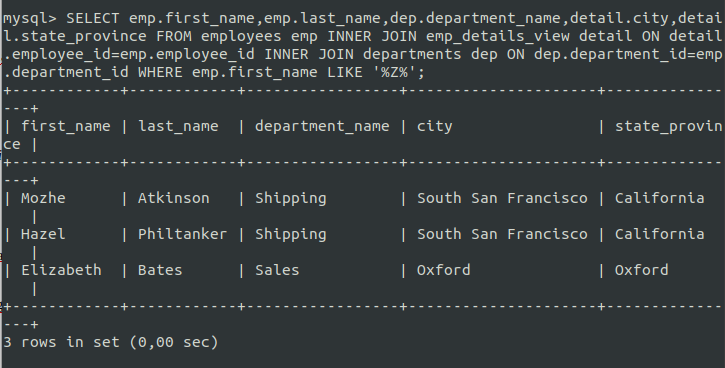 mysql> SELECT emp.first_name,emp.last_name,dep.department_name,detail.city,detai
l.state_province FROM employees emp INNER JOIN emp_details_view detail ON detail
.employee_id=emp.employee_id INNER JOIN departments dep ON dep.department_id=emp
.department_id WHERE emp.first_name LIKE '%Z%';
+------------+------------+-----------------+---------------------+-------------
---+
| first_name | last_name  | department_name | city                | state_provin
ce |
+------------+------------+-----------------+---------------------+-------------
---+
| Mozhe      | Atkinson   | Shipping        | South San Francisco | California
   |
| Hazel      | Philtanker | Shipping        | South San Francisco | California
   |
| Elizabeth  | Bates      | Sales           | Oxford              | Oxford
   |
+------------+------------+-----------------+---------------------+-------------
---+
3 rows in set (0,00 sec)